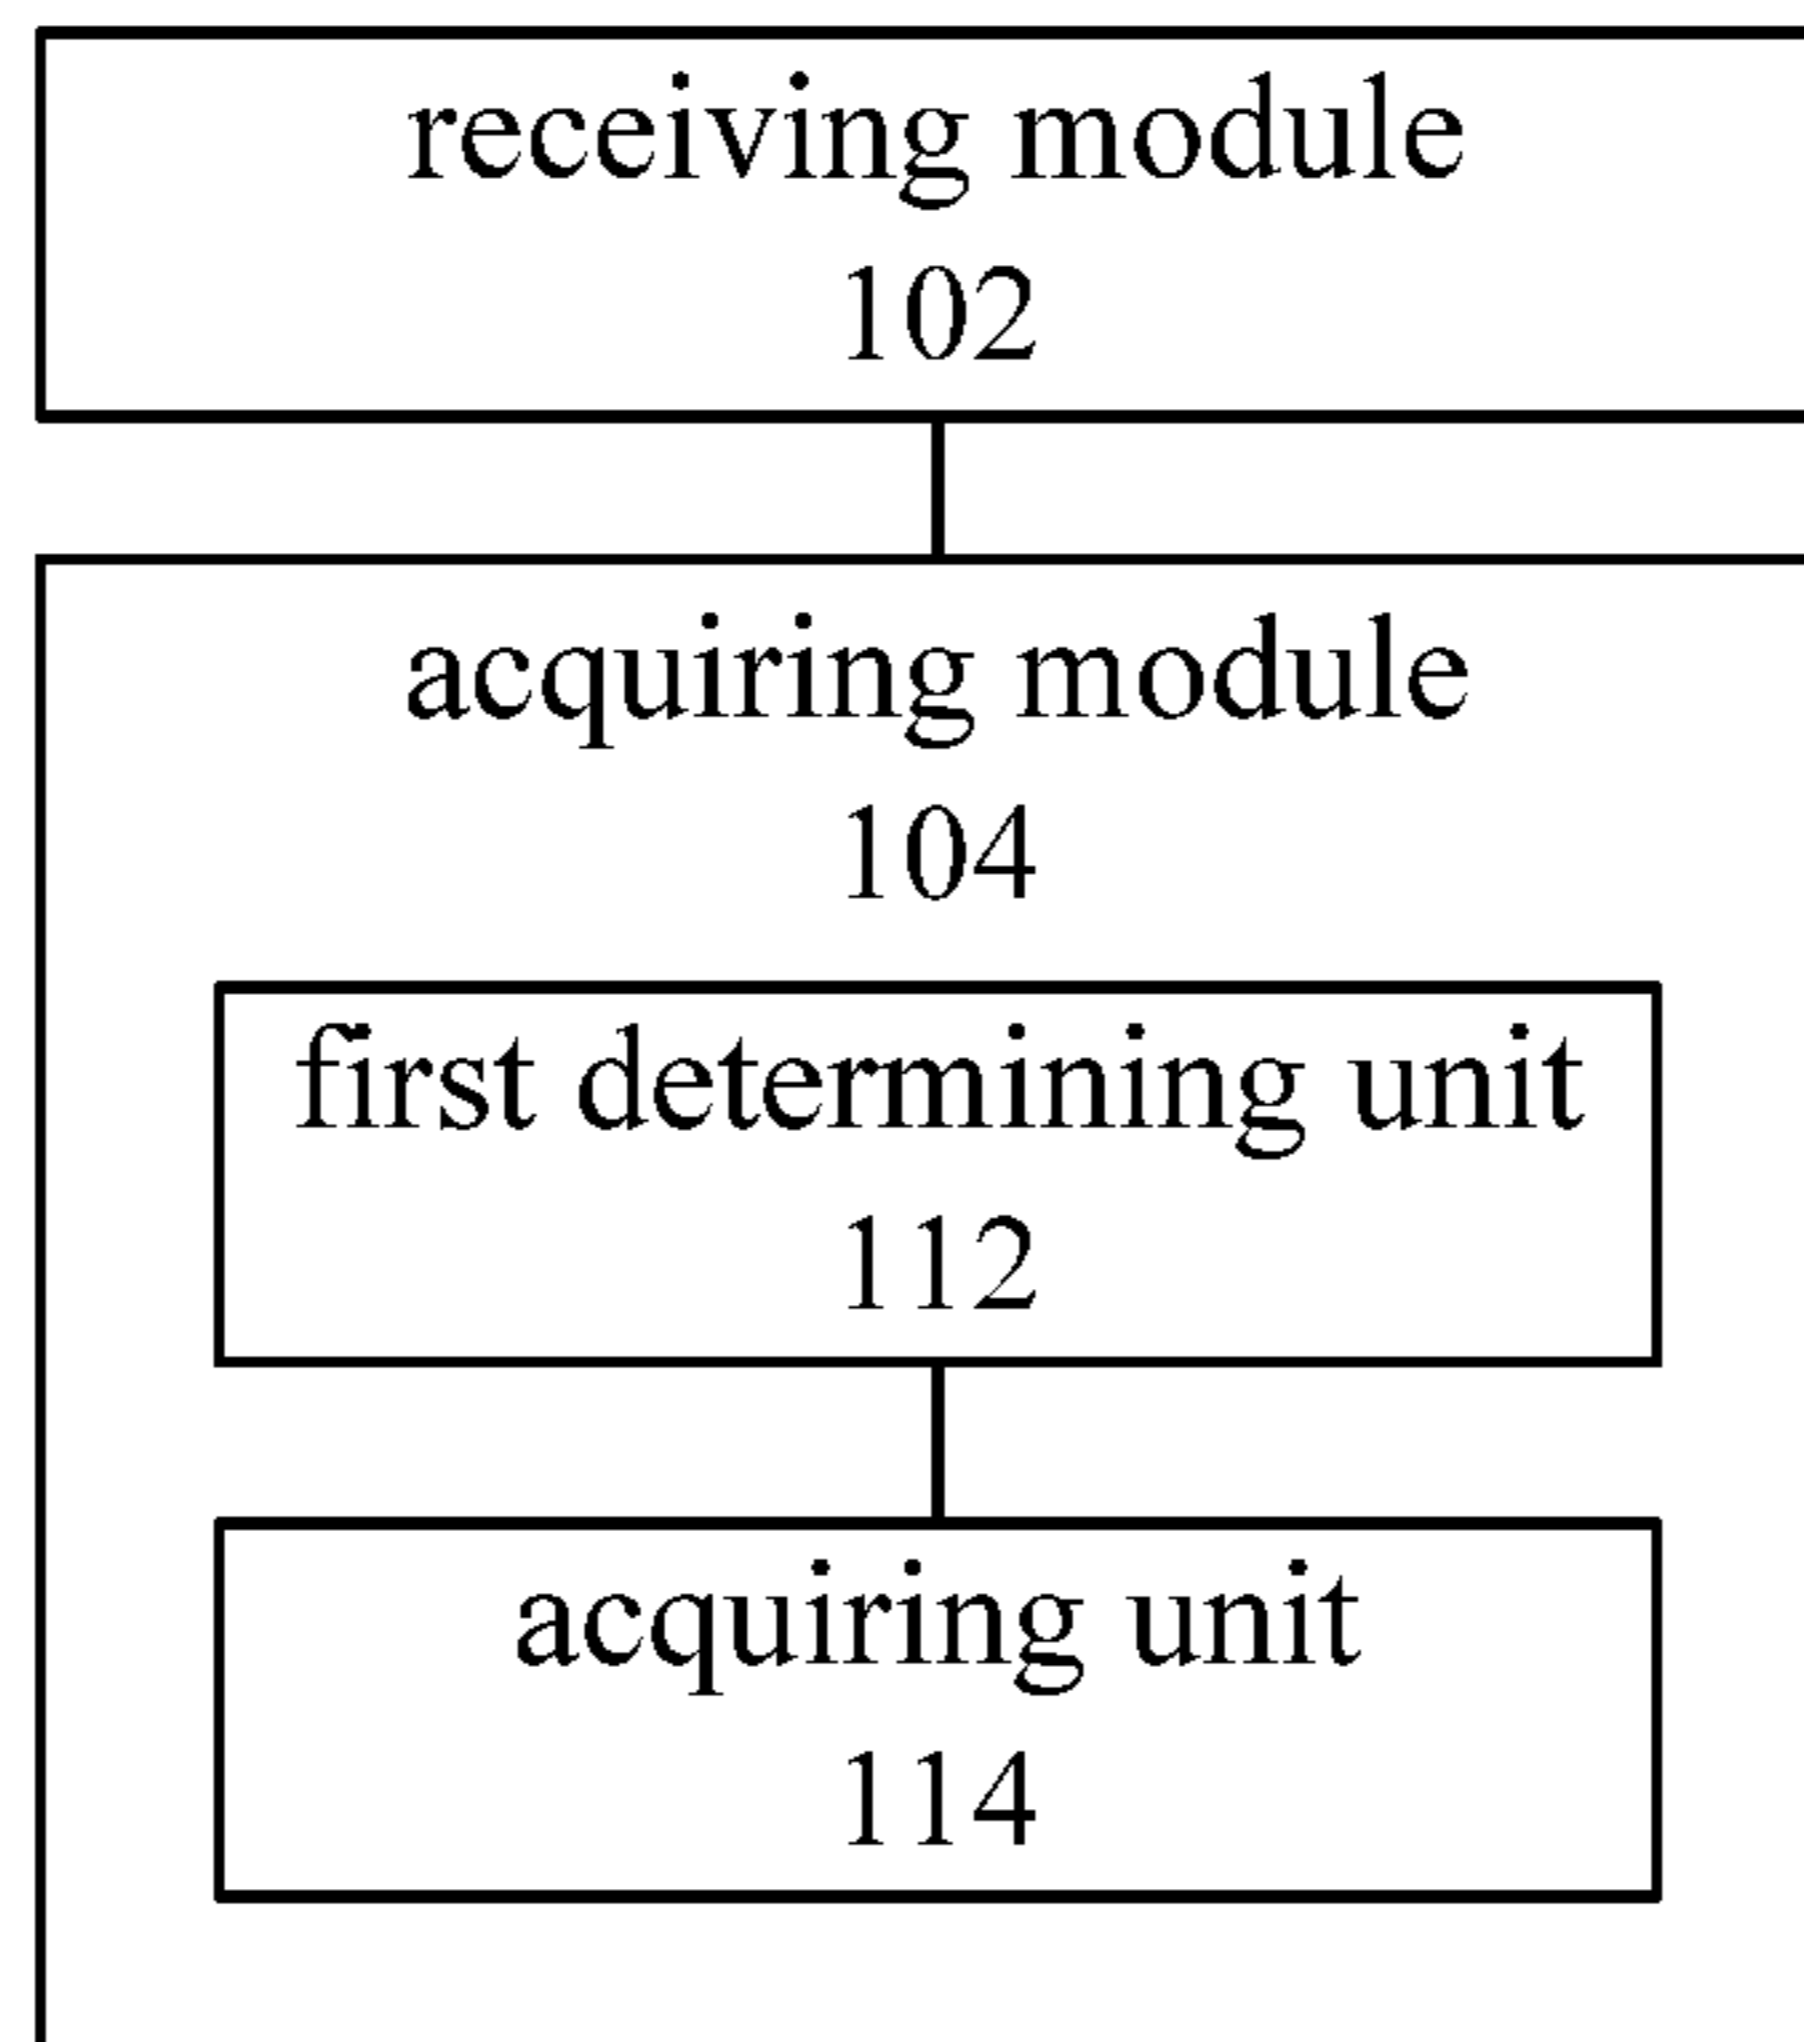 receiving module
102
acquiring module
104
first determining unit
112
acquiring unit
114